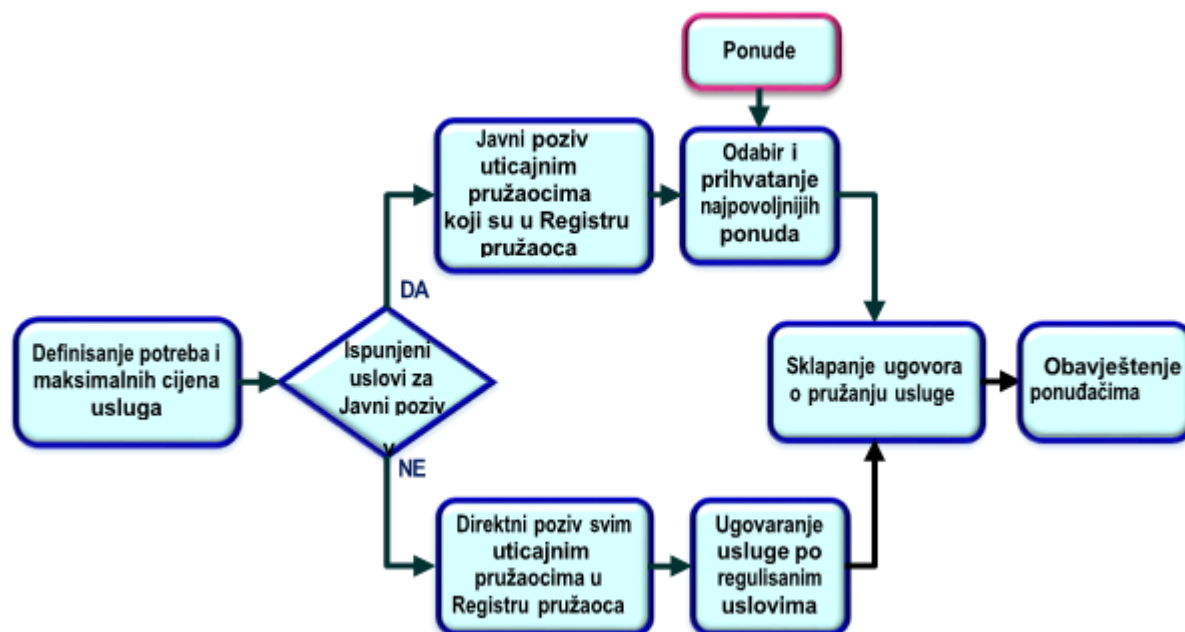 Ponude
Javni poziv
uticajnim
pružaocima
koji su u Registru
pružaoca
Odabir i
prihvatanje
najpovoljnijih
ponuda
DA
Definisanje potreba i
maksimalnih cijena
usluga
Ispunjeni
uslovi za
Javni poziv
v
NE
Sklapanje ugovora
o pružanju usluge
Obavještenje
ponuđačima
Direktni poziv svim
uticajnim
pružaocima u
Registru pružaoca
Ugovaranje
usluge po
regulisanim
uslovima